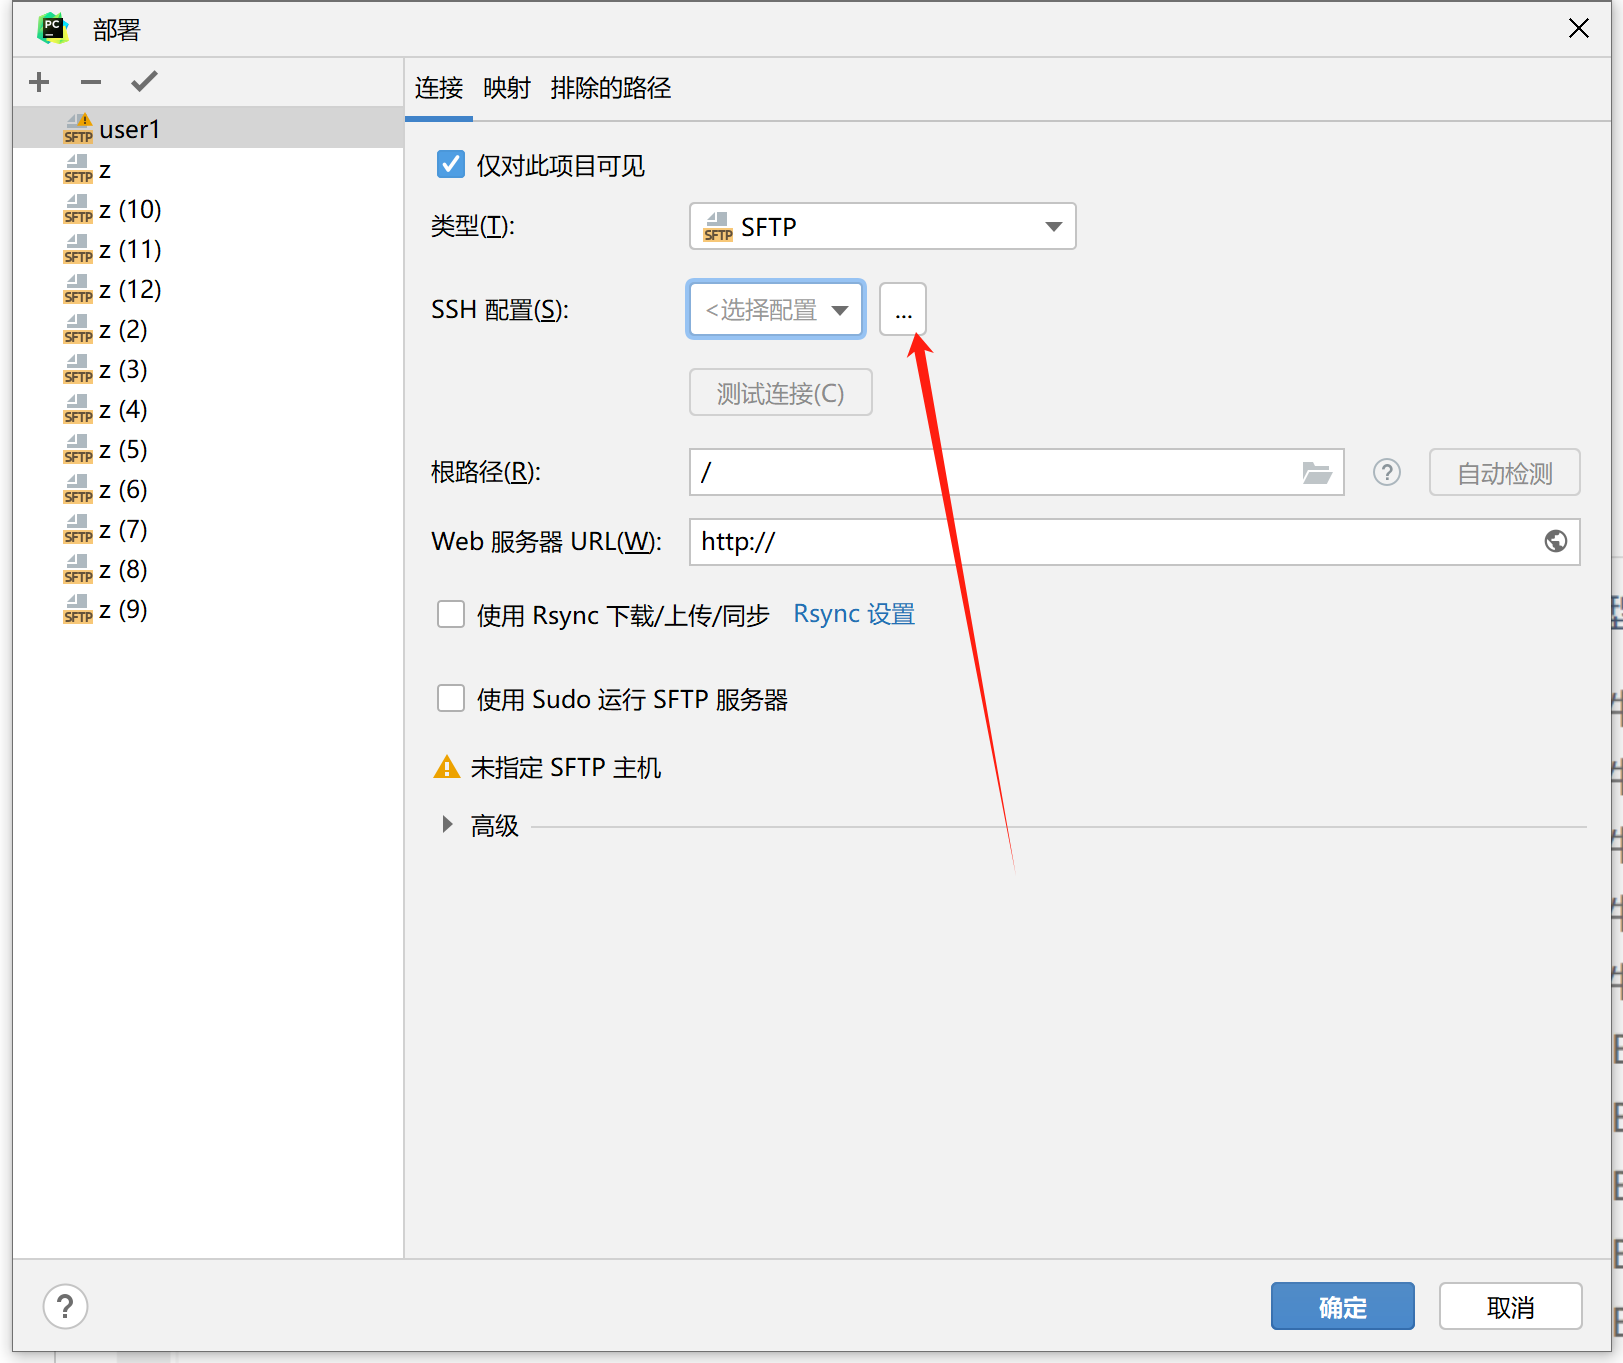 部署
连接 映射 排除的路径
user1
z
z (10)
z (11)
z (12)
z (2)
z (3)
z (4)
z (5)
z (6)
z (7)
z (8)
z (9)
仅对此项目可见
类型(T): SFTP
SSH 配置(S): <选择配置 ...
测试连接(C)
根路径(R): / 自动检测
Web 服务器 URL(W): http://
使用 Rsync 下载/上传/同步 Rsync 设置
使用 Sudo 运行 SFTP 服务器
未指定 SFTP 主机
高级
确定 取消